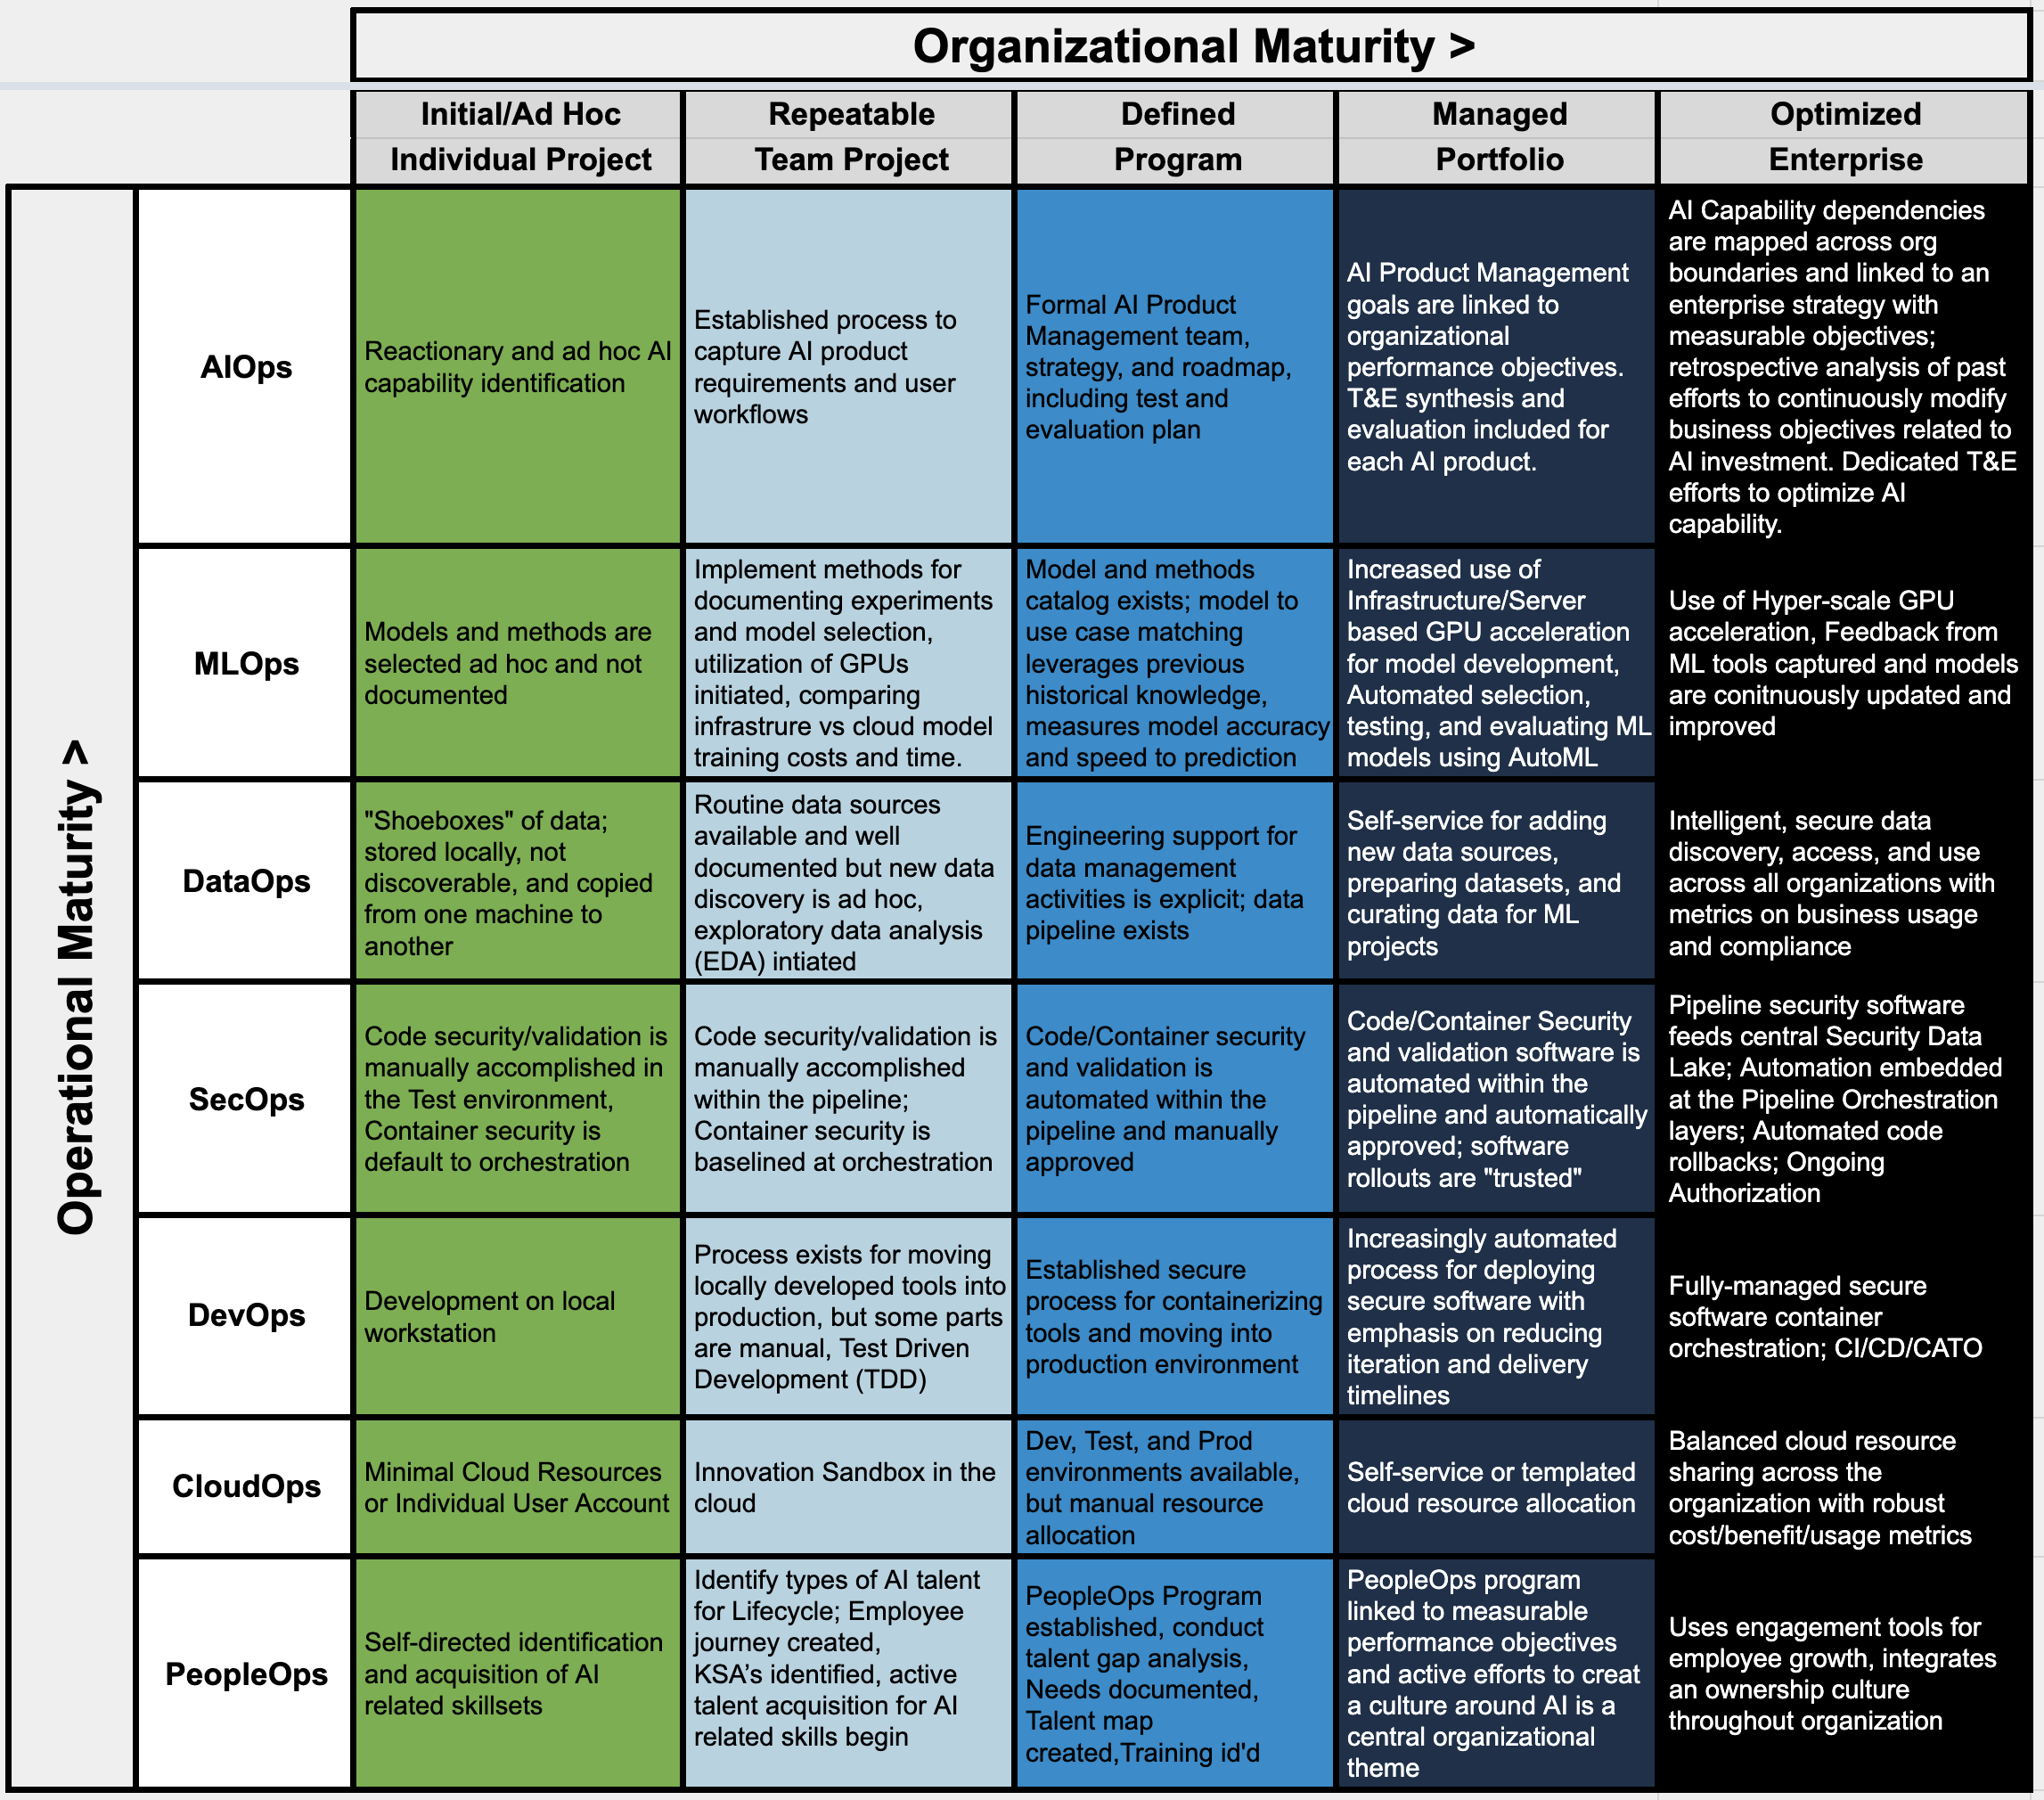 Organizational Maturity >
Initial/Ad Hoc
Individual Project
Repeatable
Team Project
Defined
Program
Managed
Portfolio
Optimized
Enterprise
Operational Maturity >
AIOps
Reactionary and ad hoc AI
capability identification
Established process to
capture AI product
requirements and user
workflows
Formal AI Product
Management team,
strategy, and roadmap,
including test and
evaluation plan
AI Product Management
goals are linked to
organizational
performance objectives.
T&E synthesis and
evaluation included for
each AI product.
AI Capability dependencies
are mapped across org
boundaries and linked to an
enterprise strategy with
measurable objectives;
retrospective analysis of past
efforts to continuously modify
business objectives related to
AI investment. Dedicated T&E
efforts to optimize AI
capability.
MLOps
Models and methods are
selected ad hoc and not
documented
Implement methods for
documenting experiments
and model selection,
utilization of GPUs
initiated, comparing
infrastrure vs cloud model
training costs and time.
Model and methods
catalog exists; model to
use case matching
leverages previous
historical knowledge,
measures model accuracy
and speed to prediction
Increased use of
Infrastructure/Server
based GPU acceleration
for model development,
Automated selection,
testing, and evaluating ML
models using AutoML
Use of Hyper-scale GPU
acceleration, Feedback from
ML tools captured and models
are conitnuously updated and
improved
DataOps
"Shoeboxes" of data;
stored locally, not
discoverable, and copied
from one machine to
another
Routine data sources
available and well
documented but new data
discovery is ad hoc,
exploratory data analysis
(EDA) intiated
Engineering support for
data management
activities is explicit; data
pipeline exists
Self-service for adding
new data sources,
preparing datasets, and
curating data for ML
projects
Intelligent, secure data
discovery, access, and use
across all organizations with
metrics on business usage
and compliance
SecOps
Code security/validation is
manually accomplished in
the Test environment,
Container security is
default to orchestration
Code security/validation is
manually accomplished
within the pipeline;
Container security is
baselined at orchestration
Code/Container security
and validation is
automated within the
pipeline and manually
approved
Code/Container Security
and validation software is
automated within the
pipeline and automatically
approved; software
rollouts are "trusted"
Pipeline security software
feeds central Security Data
Lake; Automation embedded
at the Pipeline Orchestration
layers; Automated code
rollbacks; Ongoing
Authorization
DevOps
Development on local
workstation
Process exists for moving
locally developed tools into
production, but some parts
are manual, Test Driven
Development (TDD)
Established secure
process for containerizing
tools and moving into
production environment
Increasingly automated
process for deploying
secure software with
emphasis on reducing
iteration and delivery
timelines
Fully-managed secure
software container
orchestration; CI/CD/CATO
CloudOps
Minimal Cloud Resources
or Individual User Account
Innovation Sandbox in the
cloud
Dev, Test, and Prod
environments available,
but manual resource
allocation
Self-service or templated
cloud resource allocation
Balanced cloud resource
sharing across the
organization with robust
cost/benefit/usage metrics
PeopleOps
Self-directed identification
and acquisition of AI
related skillsets
Identify types of AI talent
for Lifecycle; Employee
journey created,
KSA’s identified, active
talent acquisition for AI
related skills begin
PeopleOps Program
established, conduct
talent gap analysis,
Needs documented,
Talent map
created,Training id'd
PeopleOps program
linked to measurable
performance objectives
and active efforts to creat
a culture around AI is a
central organizational
theme
Uses engagement tools for
employee growth, integrates
an ownership culture
throughout organization